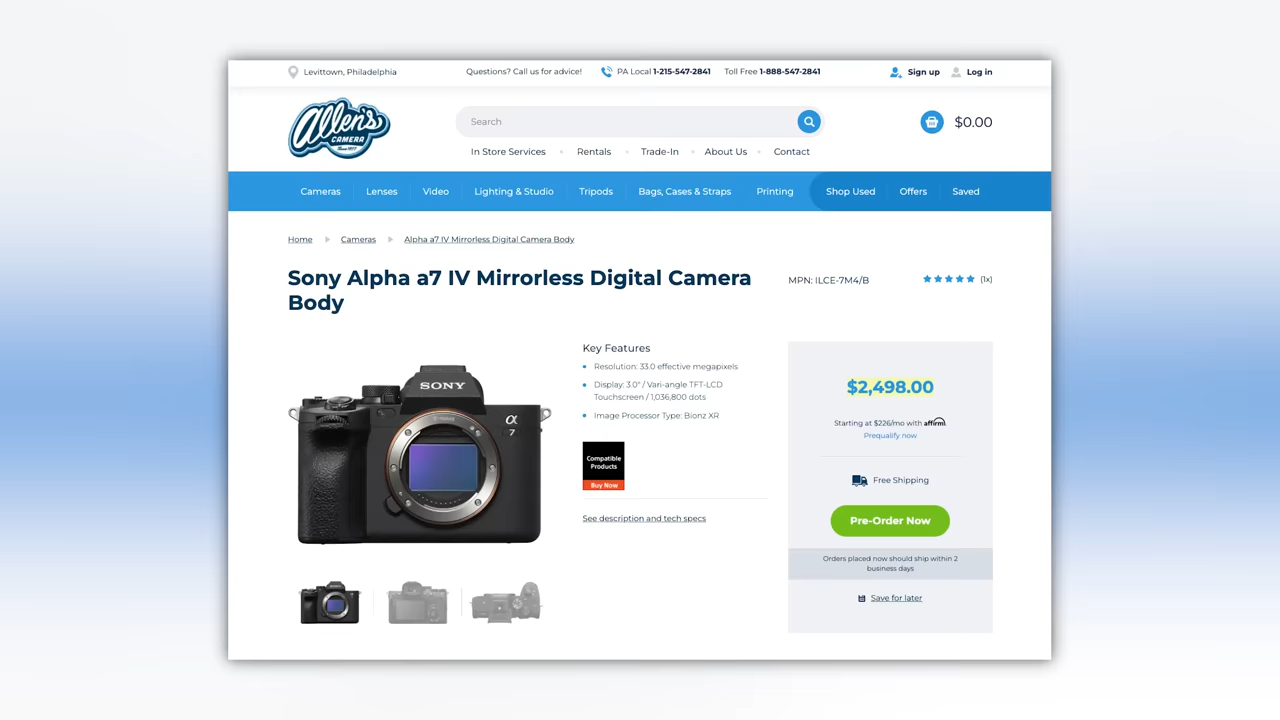 Levittown, Philadelphia
Questions? Call us for advice!
PA Local 1-215-547-2841
Toll Free 1-888-547-2841
Sign up
Log in
Allen's
CAMERA
Since 1977
Search
$0.00
In Store Services
Rentals
Trade-In
About Us
Contact
Cameras
Lenses
Video
Lighting & Studio
Tripods
Bags, Cases & Straps
Printing
Shop Used
Offers
Saved
Home
Cameras
Alpha a7 IV Mirrorless Digital Camera Body
Sony Alpha a7 IV Mirrorless Digital Camera
Body
MPN: ILCE-7M4/B
(1x)
SONY
α
7
Key Features
Resolution: 33.0 effective megapixels
Display: 3.0" / Vari-angle TFT-LCD
Touchscreen / 1,036,800 dots
Image Processor Type: Bionz XR
Compatible
Products
Buy Now
See description and tech specs
$2,498.00
Starting at $226/mo with affirm
Prequalify now
Free Shipping
Pre-Order Now
Orders placed now should ship within 2
business days
Save for later